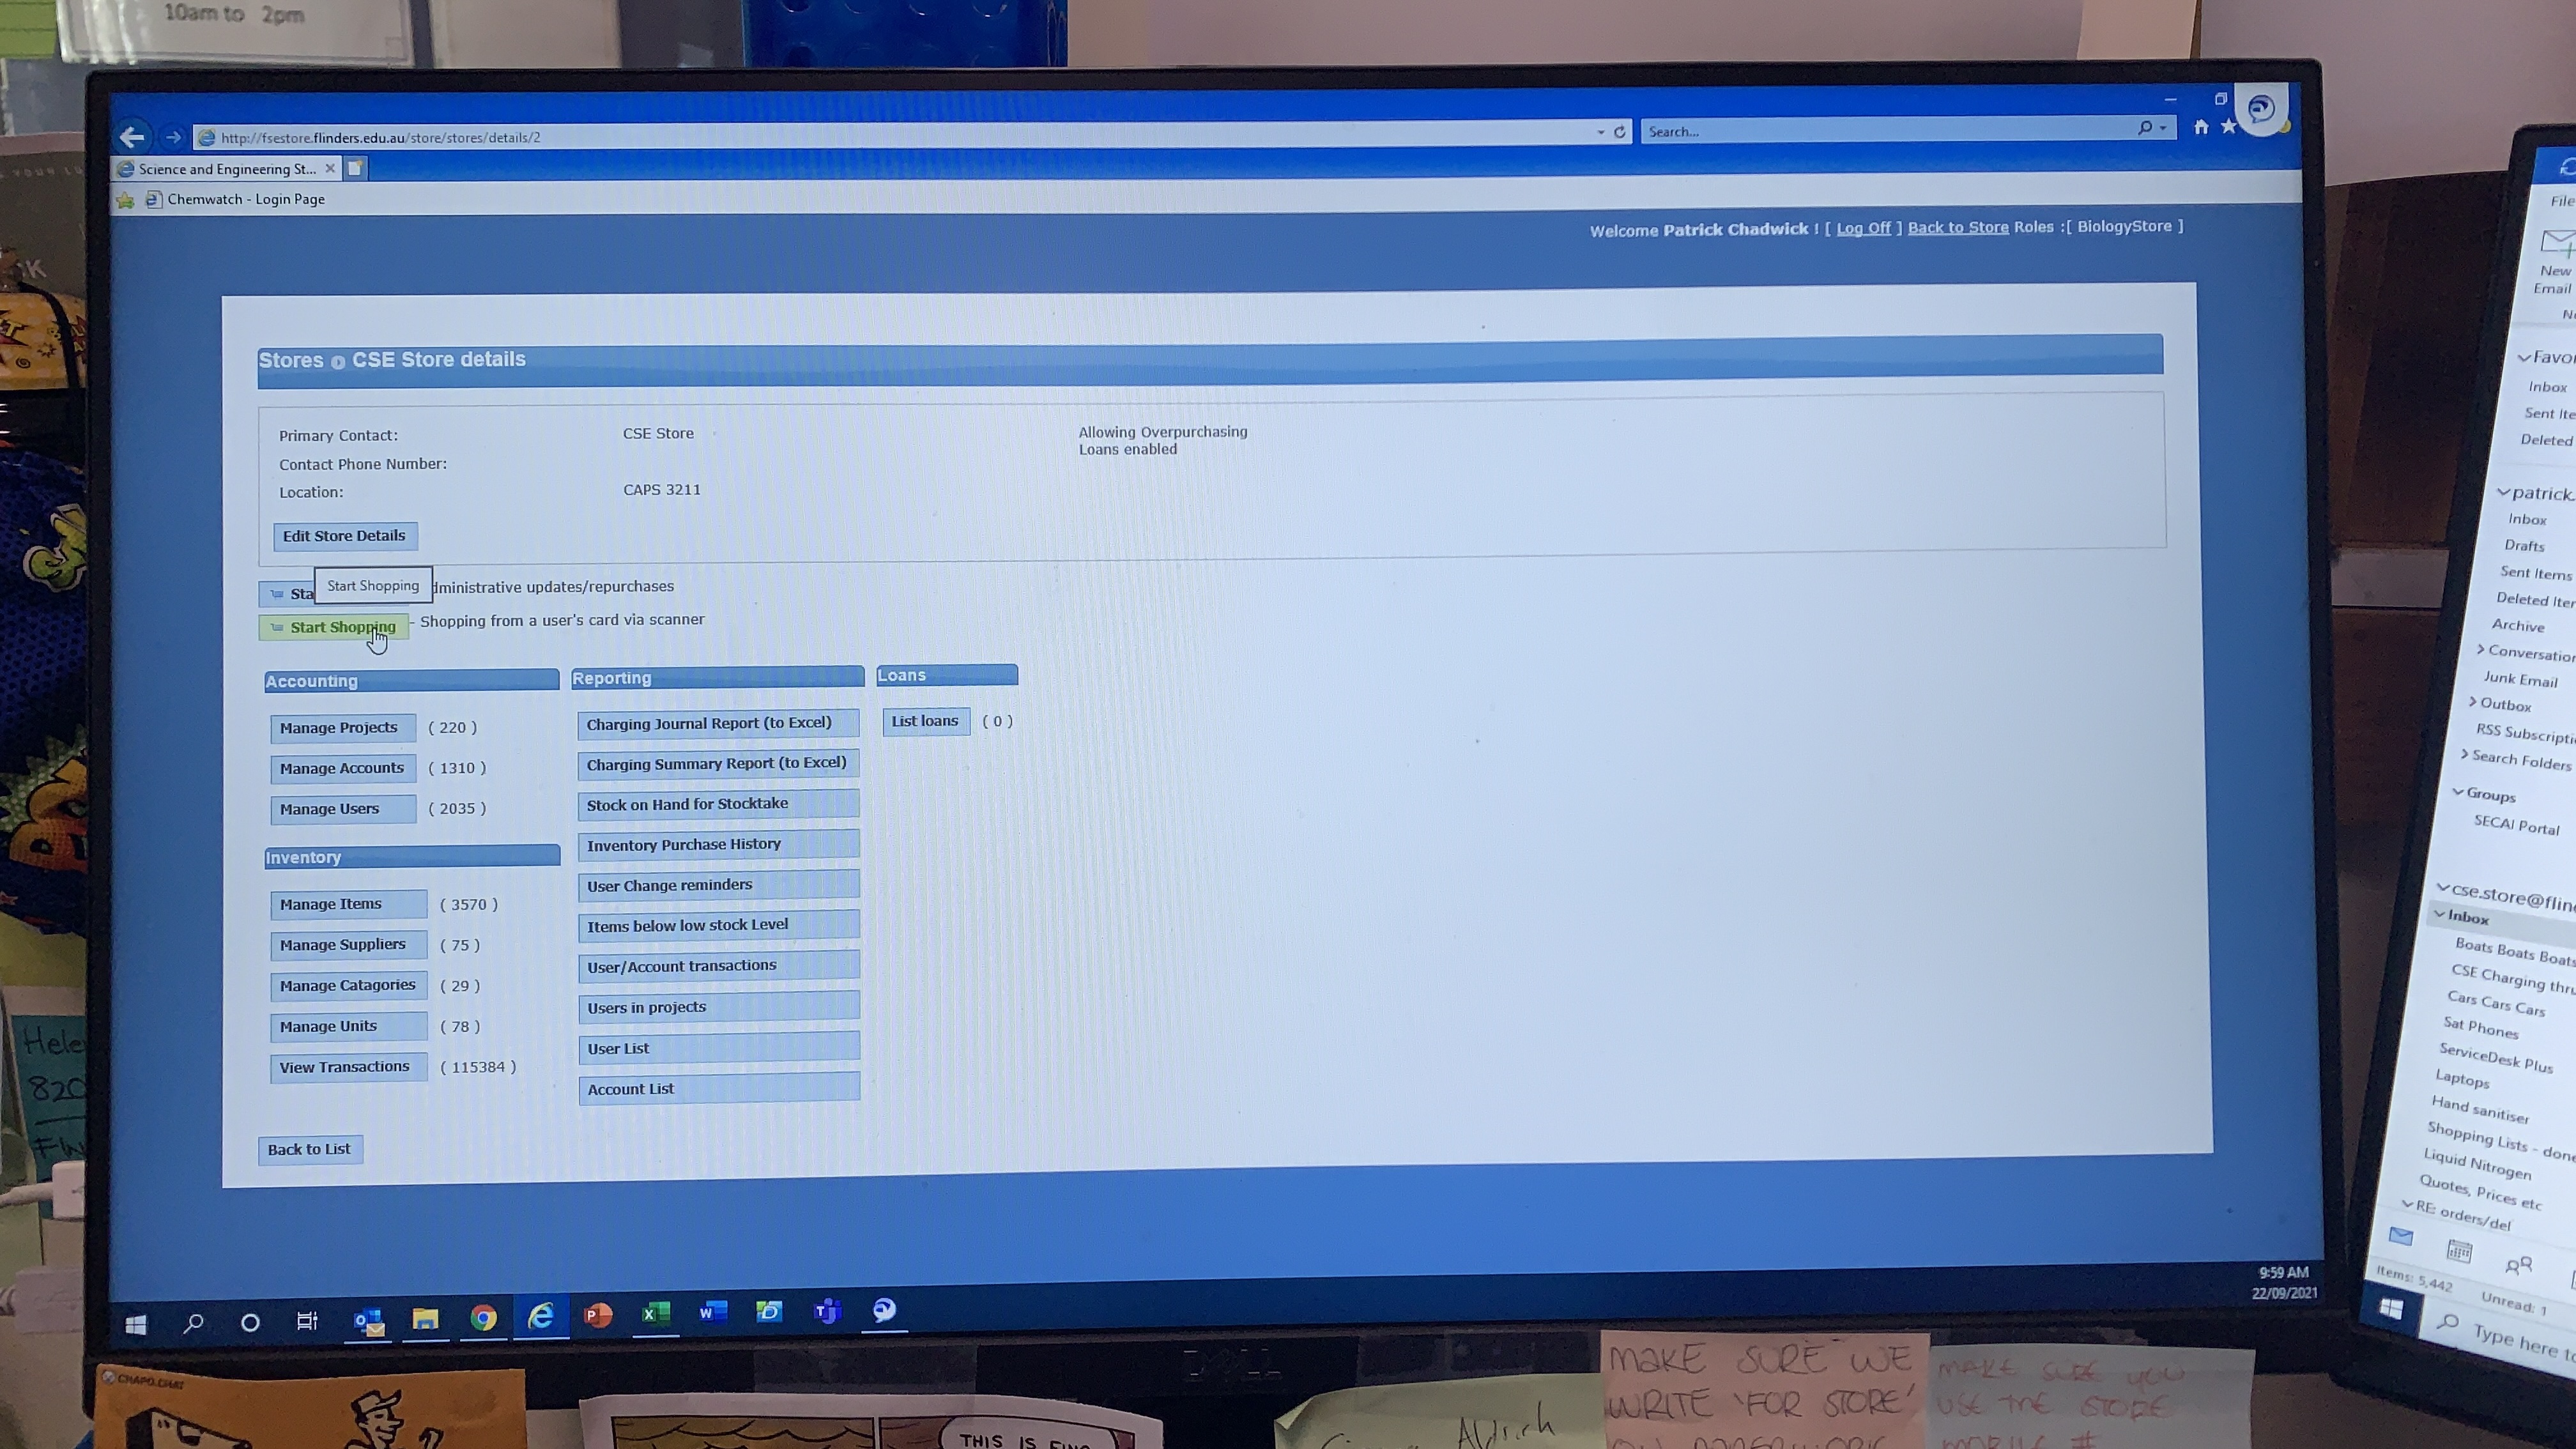 10am to 2pm
http://fsestore.flinders.edu.au/store/stores/details/2
Search...
Science and Engineering St...
Chemwatch - Login Page
Welcome Patrick Chadwick ! [ Log Off ] Back to Store Roles :[ BiologyStore ]
Stores CSE Store details
Primary Contact: CSE Store Allowing Overpurchasing
Loans enabled
Contact Phone Number:
Location: CAPS 3211
Edit Store Details
Sta Start Shopping dministrative updates/repurchases
Start Shopping - Shopping from a user's card via scanner
Accounting
Manage Projects ( 220 )
Manage Accounts ( 1310 )
Manage Users ( 2035 )
Inventory
Manage Items ( 3570 )
Manage Suppliers ( 75 )
Manage Catagories ( 29 )
Manage Units ( 78 )
View Transactions ( 115384 )
Reporting
Charging Journal Report (to Excel)
Charging Summary Report (to Excel)
Stock on Hand for Stocktake
Inventory Purchase History
User Change reminders
Items below low stock Level
User/Account transactions
Users in projects
User List
Account List
Loans
List loans ( 0 )
Back to List
9:59 AM
22/09/2021
DELL
File
New
Email
Favor
Inbox
Sent Ite
Deleted
patrick.
Inbox
Drafts
Sent Items
Deleted Iter
Archive
Conversation
Junk Email
Outbox
RSS Subscripti
Search Folders
Groups
SECAI Portal
cse.store@flin
Inbox
Boats Boats Boats
CSE Charging thru
Cars Cars Cars
Sat Phones
ServiceDesk Plus
Laptops
Hand sanitiser
Shopping Lists - done
Liquid Nitrogen
Quotes, Prices etc
RE: orders/del
Items: 5,442 Unread: 1
Type here to
Hele
820
CHAPO.CHAT
THIS IS FINE
Aldrich
MAKE SURE WE
WRITE 'FOR STORE'
MAKE SURE YOU
USE THE STORE
MOBILE #